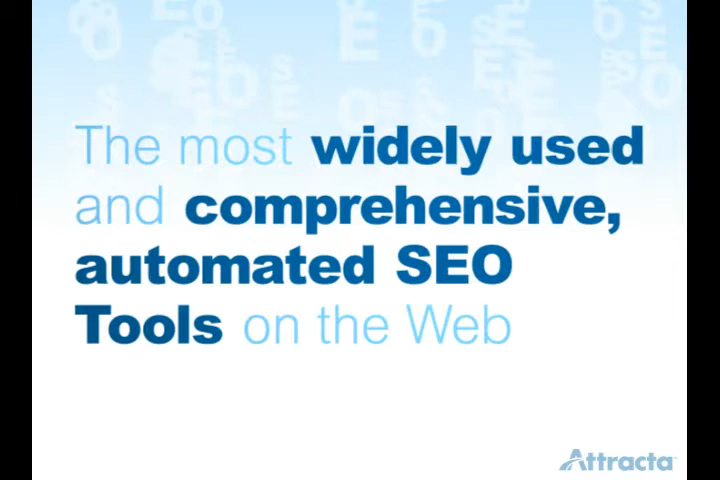 The most widely used
and comprehensive,
automated SEO
Tools on the Web
Attracta